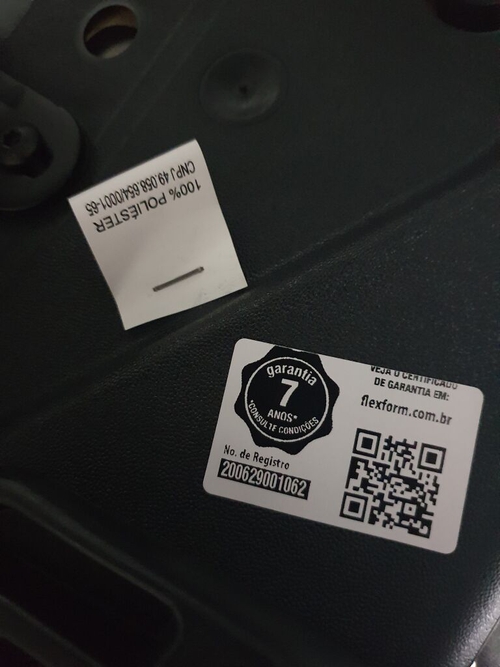 100% POLIÉSTER
CNPJ 49.058.654/0001-65
garantia
7
ANOS*
*CONSULTE CONDIÇÕES
No. de Registro
200629001062
VEJA O CERTIFICADO
DE GARANTIA EM:
flexform.com.br